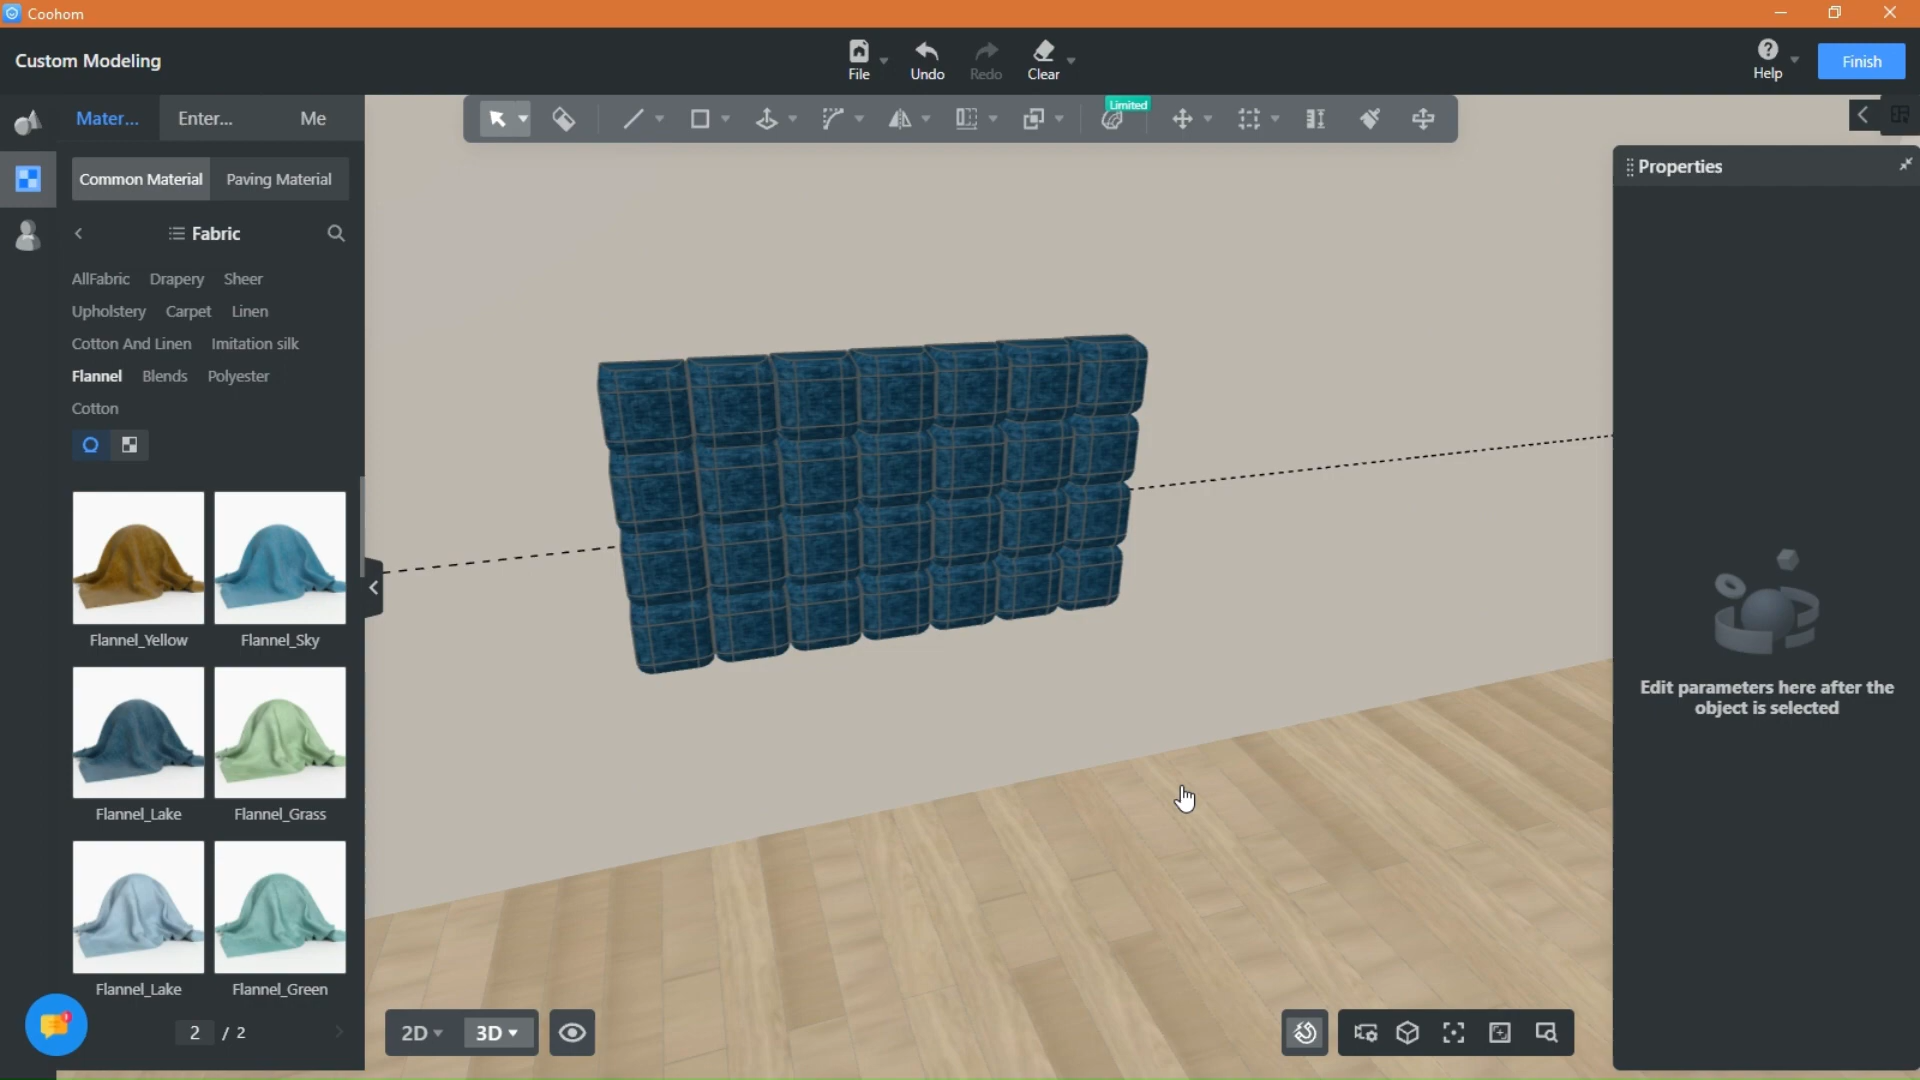 Coohom
Custom Modeling
File
Undo
Redo
Clear
Help
Finish
Mater...
Enter...
Me
Limited
Common Material
Paving Material
Properties
Fabric
AllFabric Drapery Sheer
Upholstery Carpet Linen
Cotton And Linen Imitation silk
Flannel Blends Polyester
Cotton
Flannel_Yellow
Flannel_Sky
Edit parameters here after the
object is selected
Flannel_Lake
Flannel_Grass
Flannel_Lake
Flannel_Green
2 / 2
2D
3D